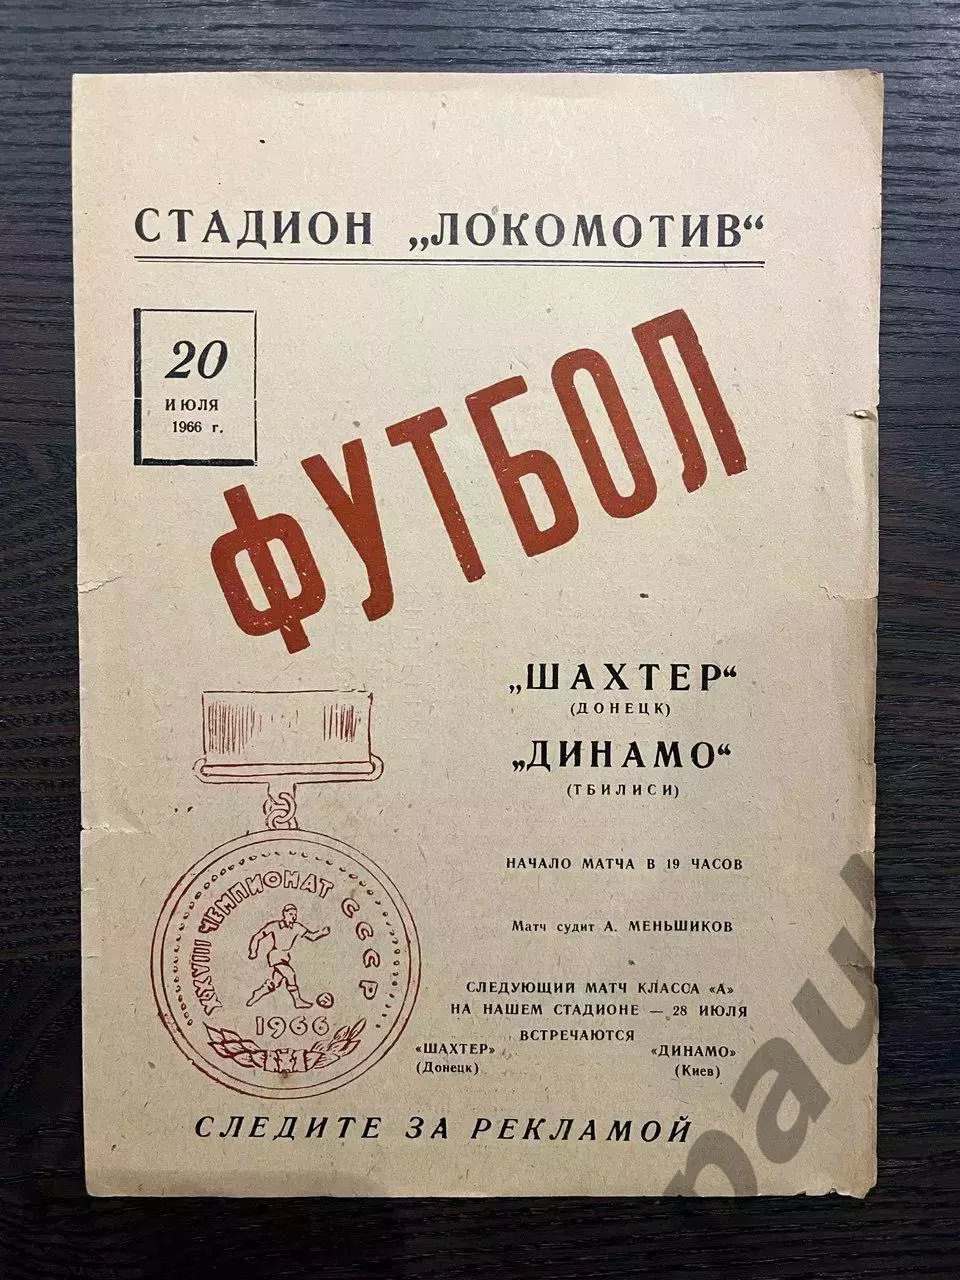 СТАДИОН „ЛОКОМОТИВ“
20
ИЮЛЯ
1966 г.
ФУТБОЛ
„ШАХТЕР“
(ДОНЕЦК)
„ДИНАМО“
(ТБИЛИСИ)
НАЧАЛО МАТЧА В 19 ЧАСОВ
Матч судит А. МЕНЬШИКОВ
XXVIII ЧЕМПИОНАТ СССР
1966
СЛЕДУЮЩИЙ МАТЧ КЛАССА «А»
НА НАШЕМ СТАДИОНЕ — 28 ИЮЛЯ
ВСТРЕЧАЮТСЯ
«ШАХТЕР» «ДИНАМО»
(Донецк) (Киев)
СЛЕДИТЕ ЗА РЕКЛАМОЙ